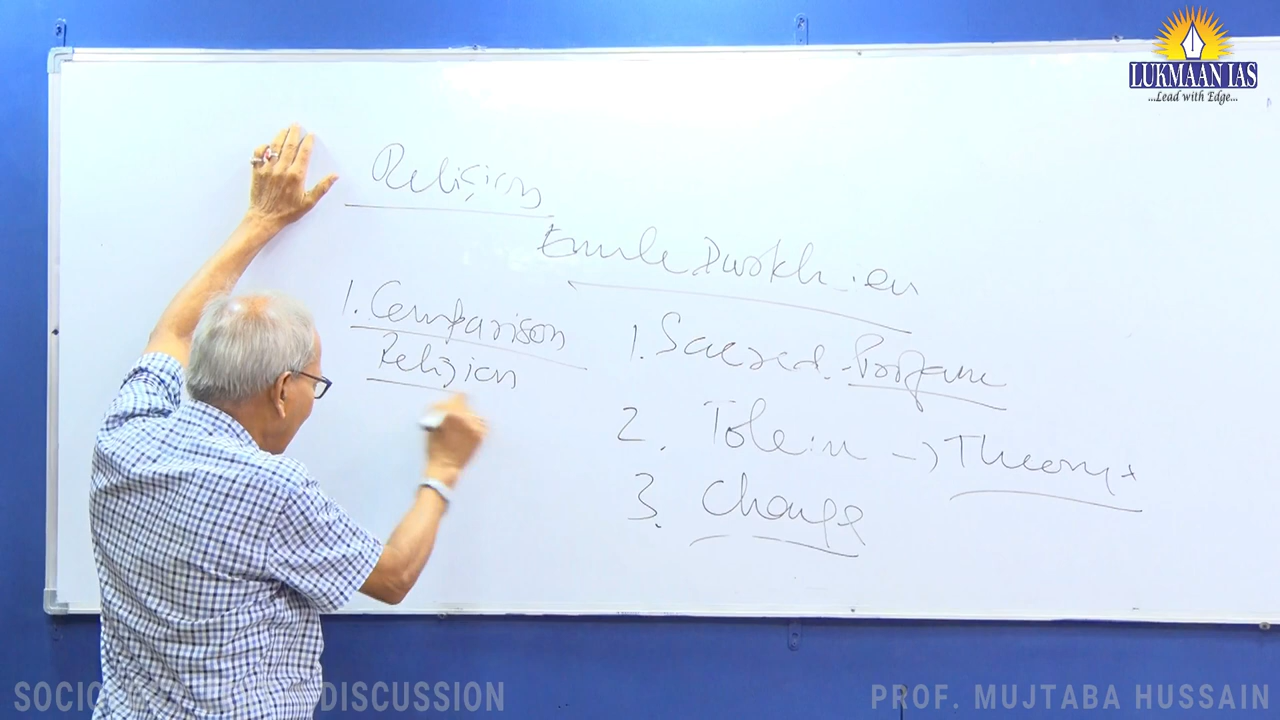 LUKMAAN IAS
...Lead with Edge...
Religion
Emile Durkhiem
1. Comparison
Religion
1. Sacred - Profane
2. Totem → Theory
3. Change
DISCUSSION
PROF. MUJTABA HUSSAIN